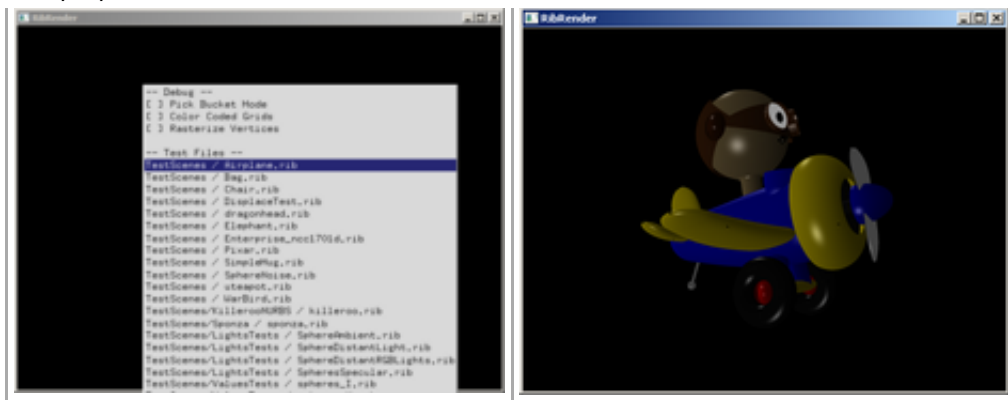 RibRender
-- Debug --
[ ] Pick Bucket Mode
[ ] Color Coded Grids
[ ] Rasterize Vertices
-- Test Files --
TestScenes / Airplane.rib
TestScenes / Bag.rib
TestScenes / Chair.rib
TestScenes / DisplaceTest.rib
TestScenes / dragonhead.rib
TestScenes / Elephant.rib
TestScenes / Enterprise_ncc1701d.rib
TestScenes / Pixar.rib
TestScenes / SimpleMug.rib
TestScenes / SphereNoise.rib
TestScenes / uteapot.rib
TestScenes / WarBird.rib
TestScenes/KillerooNURBS / killeroo.rib
TestScenes/Sponza / sponza.rib
TestScenes/LightsTests / SphereAmbient.rib
TestScenes/LightsTests / SphereDistantLight.rib
TestScenes/LightsTests / SphereDistantRGBLights.rib
TestScenes/LightsTests / SpheresSpecular.rib
TestScenes/ValuesTests / spheres_I.rib
RibRender